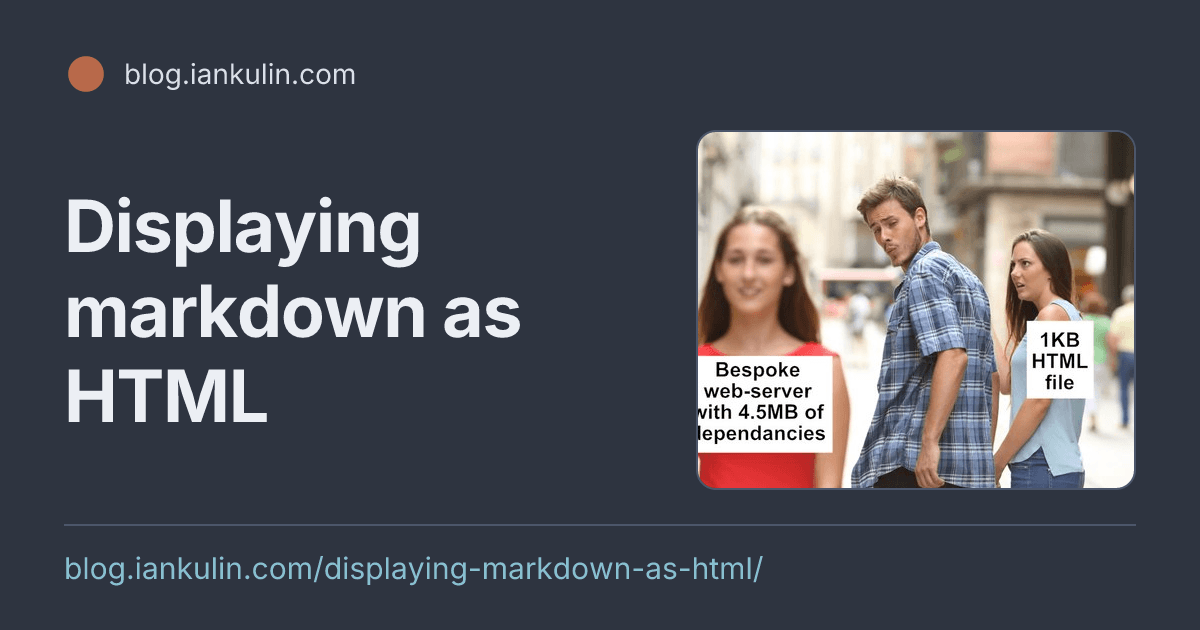 blog.iankulin.com
Displaying
markdown as
HTML
Bespoke
web-server
with 4.5MB of
dependancies
1KB
HTML
file
blog.iankulin.com/displaying-markdown-as-html/